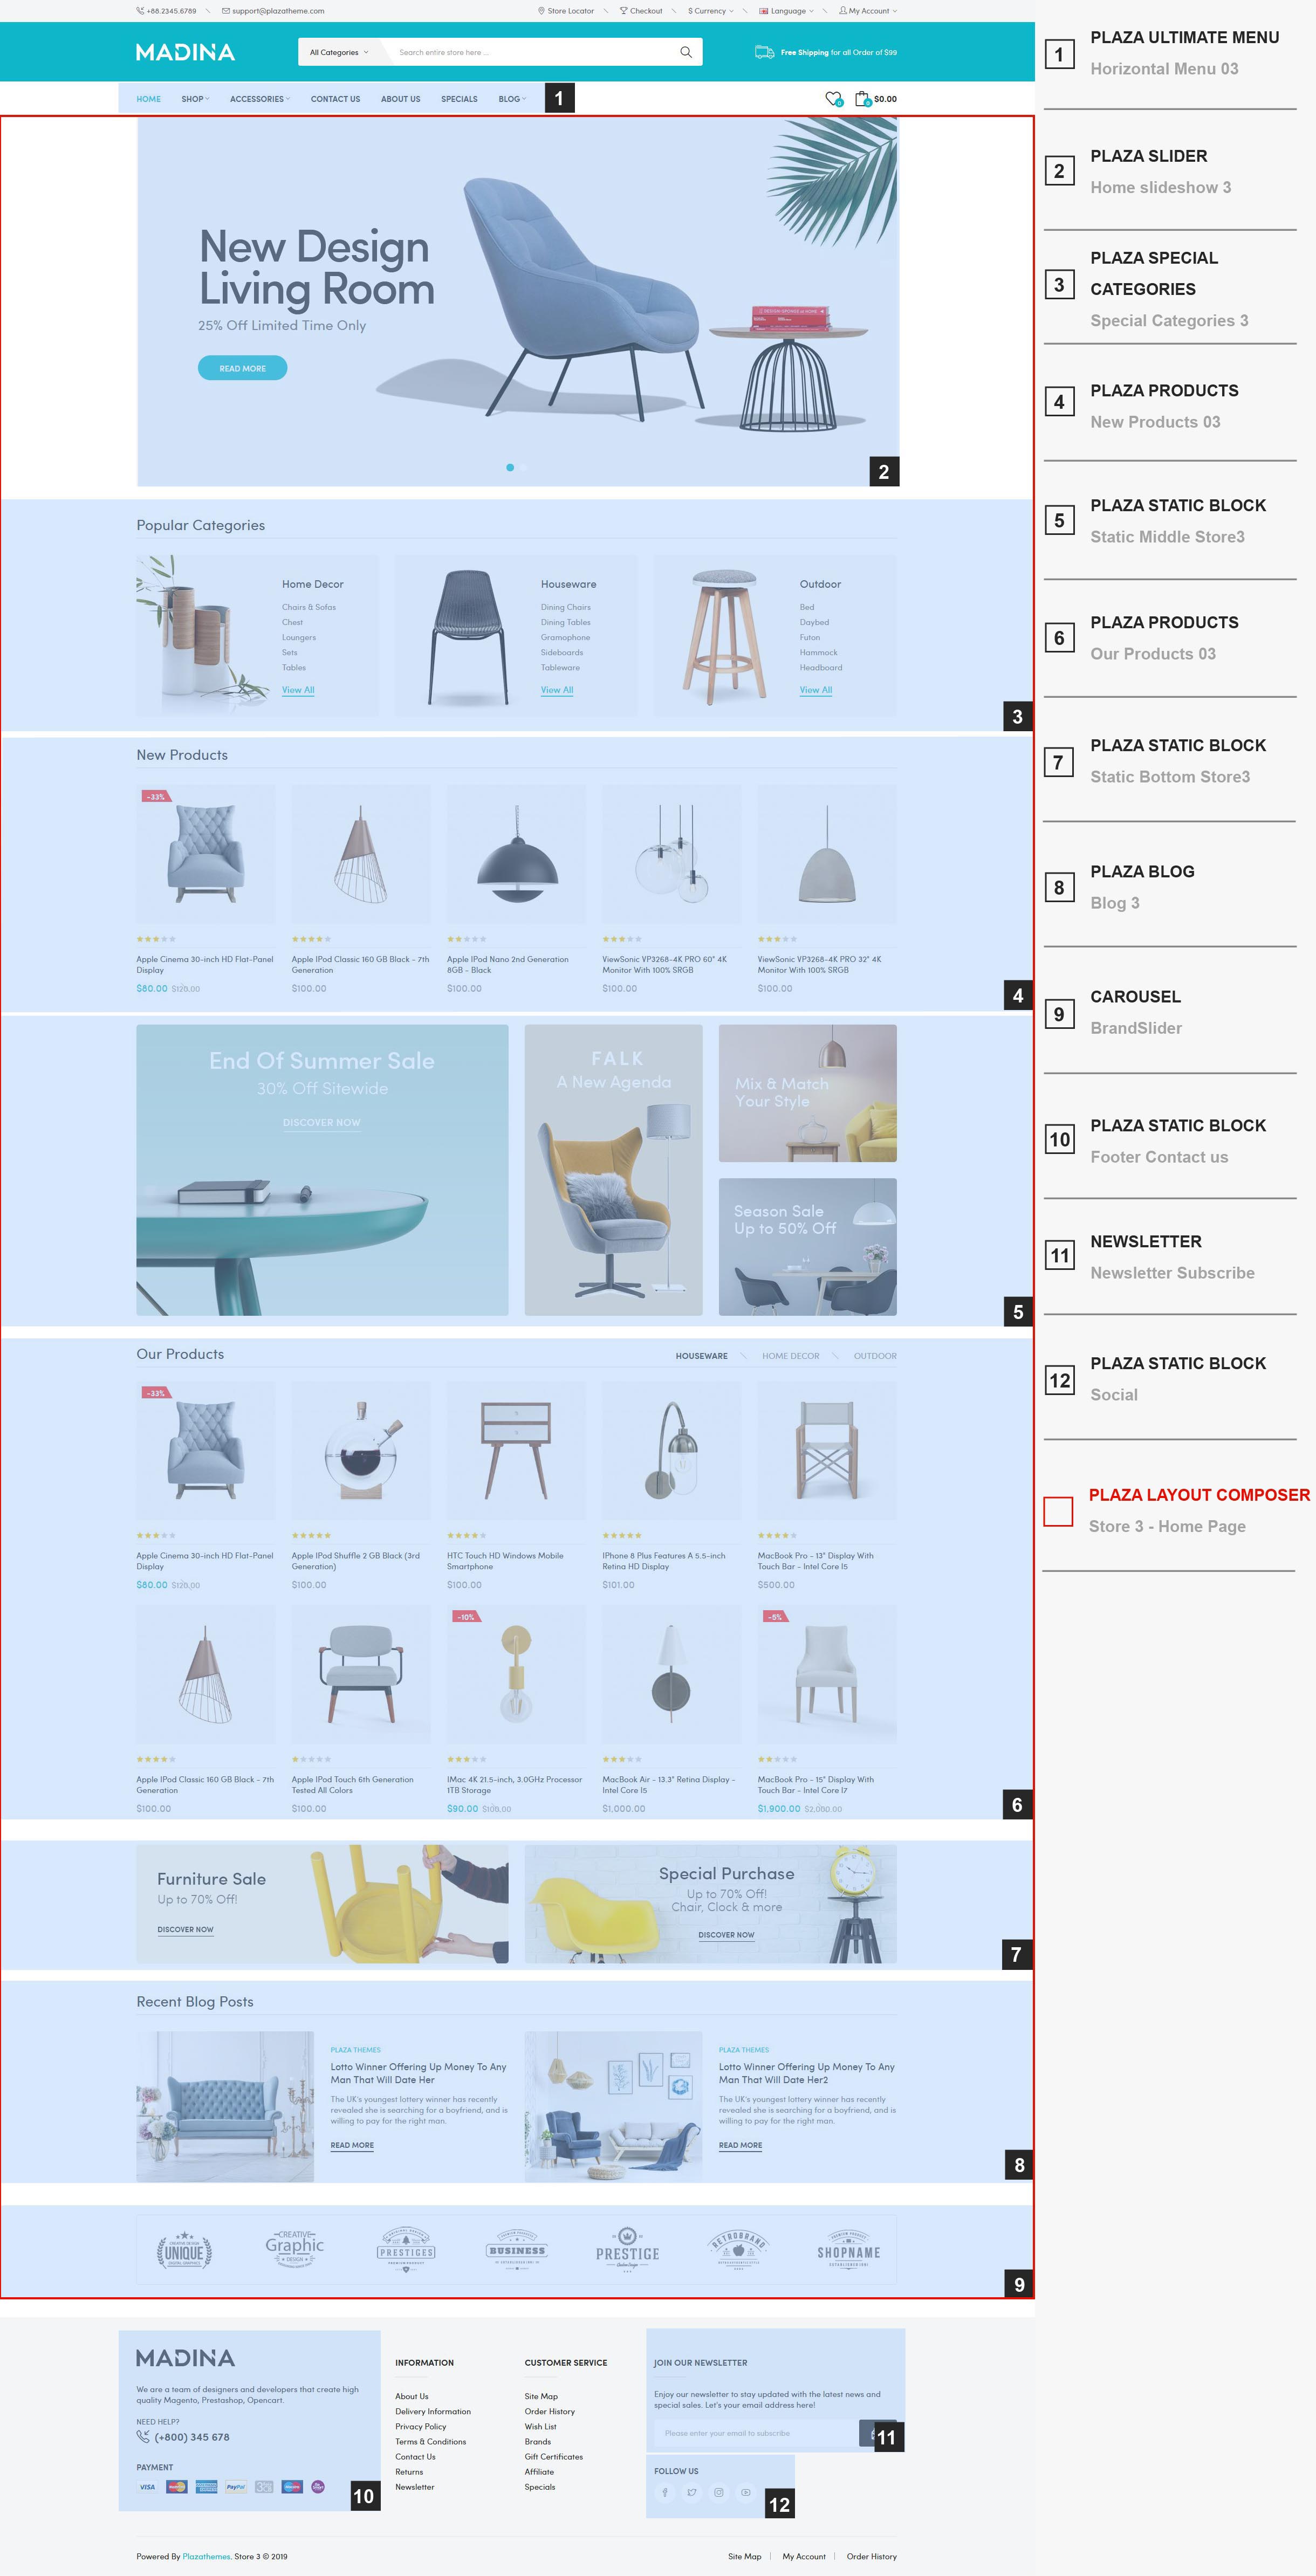 +88.2345.6789
support@plazatheme.com
Store Locator
Checkout
$ Currency
Language
My Account
MADINA
All Categories
Search entire store here ...
Free Shipping for all Order of $99
HOME
SHOP
ACCESSORIES
CONTACT US
ABOUT US
SPECIALS
BLOG
1
0
0
$0.00
New Design
Living Room
25% Off Limited Time Only
READ MORE
2
Popular Categories
Home Decor
Chairs & Sofas
Chest
Loungers
Sets
Tables
View All
Houseware
Dining Chairs
Dining Tables
Gramophone
Sideboards
Tableware
View All
Outdoor
Bed
Daybed
Futon
Hammock
Headboard
View All
3
New Products
-33%
Apple Cinema 30-inch HD Flat-Panel
Display
$80.00 $120.00
Apple IPod Classic 160 GB Black - 7th
Generation
$100.00
Apple IPod Nano 2nd Generation
8GB - Black
$100.00
ViewSonic VP3268-4K PRO 60" 4K
Monitor With 100% SRGB
$100.00
ViewSonic VP3268-4K PRO 32" 4K
Monitor With 100% SRGB
$100.00
4
End Of Summer Sale
30% Off Sitewide
DISCOVER NOW
FALK
A New Agenda
Mix & Match
Your Style
Season Sale
Up to 50% Off
5
Our Products
HOUSEWARE
HOME DECOR
OUTDOOR
-33%
Apple Cinema 30-inch HD Flat-Panel
Display
$80.00 $120.00
Apple IPod Shuffle 2 GB Black (3rd
Generation)
$100.00
HTC Touch HD Windows Mobile
Smartphone
$100.00
IPhone 8 Plus Features A 5.5-inch
Retina HD Display
$101.00
MacBook Pro - 13" Display With
Touch Bar - Intel Core I5
$500.00
Apple IPod Classic 160 GB Black - 7th
Generation
$100.00
Apple IPod Touch 6th Generation
Tested All Colors
$100.00
-10%
IMac 4K 21.5-inch, 3.0GHz Processor
1TB Storage
$90.00 $100.00
MacBook Air - 13.3" Retina Display -
Intel Core I5
$1,000.00
-5%
MacBook Pro - 15" Display With
Touch Bar - Intel Core I7
$1,900.00 $2,000.00
6
Furniture Sale
Up to 70% Off!
DISCOVER NOW
Special Purchase
Up to 70% Off!
Chair, Clock & more
DISCOVER NOW
7
Recent Blog Posts
PLAZA THEMES
Lotto Winner Offering Up Money To Any
Man That Will Date Her
The UK's youngest lottery winner has recently
revealed she is searching for a boyfriend, and is
willing to pay for the right man.
READ MORE
PLAZA THEMES
Lotto Winner Offering Up Money To Any
Man That Will Date Her2
The UK's youngest lottery winner has recently
revealed she is searching for a boyfriend, and is
willing to pay for the right man.
READ MORE
8
UNIQUE
CREATIVE
Graphic
DESIGN
PRESTIGES
BUSINESS
PRESTIGE
RETROBRAND
SHOPNAME
9
MADINA
We are a team of designers and developers that create high
quality Magento, Prestashop, Opencart.
NEED HELP?
(+800) 345 678
PAYMENT
VISA
PayPal
10
INFORMATION
About Us
Delivery Information
Privacy Policy
Terms & Conditions
Contact Us
Returns
Newsletter
CUSTOMER SERVICE
Site Map
Order History
Wish List
Brands
Gift Certificates
Affiliate
Specials
JOIN OUR NEWSLETTER
Enjoy our newsletter to stay updated with the latest news and
special sales. Let's your email address here!
Please enter your email to subscribe
11
FOLLOW US
12
Powered By Plazathemes. Store 3 © 2019
Site Map
My Account
Order History
1
PLAZA ULTIMATE MENU
Horizontal Menu 03
2
PLAZA SLIDER
Home slideshow 3
3
PLAZA SPECIAL
CATEGORIES
Special Categories 3
4
PLAZA PRODUCTS
New Products 03
5
PLAZA STATIC BLOCK
Static Middle Store3
6
PLAZA PRODUCTS
Our Products 03
7
PLAZA STATIC BLOCK
Static Bottom Store3
8
PLAZA BLOG
Blog 3
9
CAROUSEL
BrandSlider
10
PLAZA STATIC BLOCK
Footer Contact us
11
NEWSLETTER
Newsletter Subscribe
12
PLAZA STATIC BLOCK
Social
PLAZA LAYOUT COMPOSER
Store 3 - Home Page